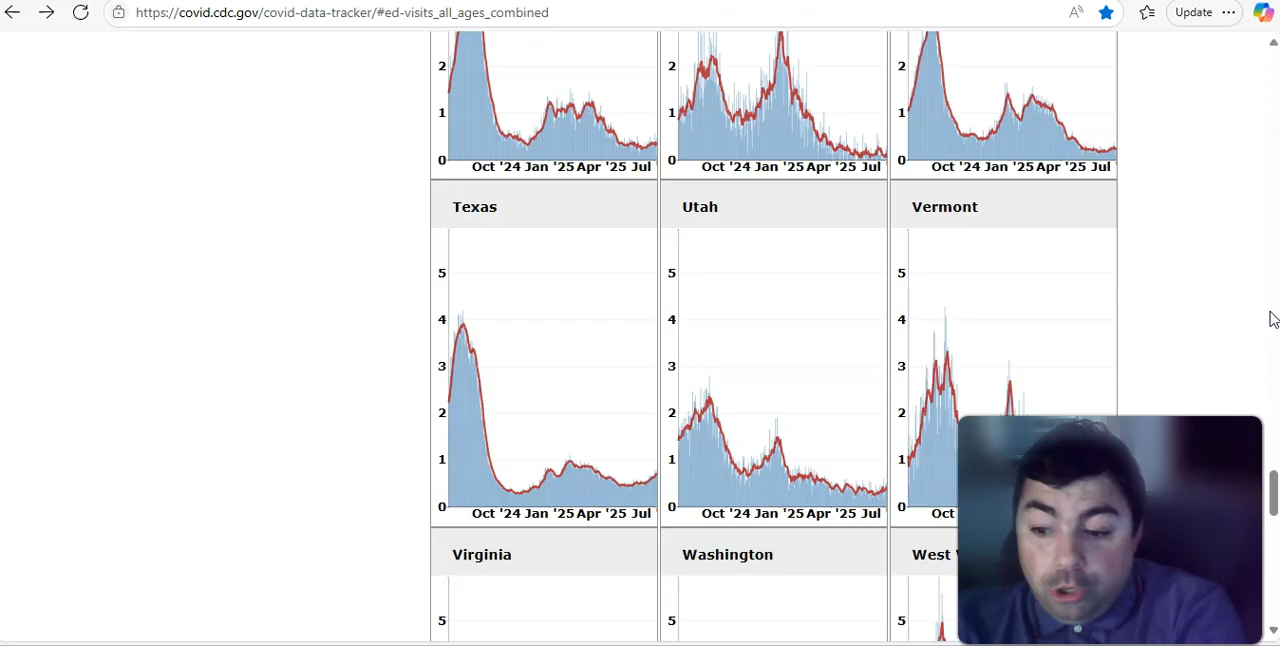 https://covid.cdc.gov/covid-data-tracker/#ed-visits_all_ages_combined
Update
2 2 2
1 1 1
0 0 0
Oct '24 Jan '25 Apr '25 Jul Oct '24 Jan '25 Apr '25 Jul Oct '24 Jan '25 Apr '25 Jul
Texas Utah Vermont
5 5 5
4 4 4
3 3 3
2 2 2
1 1 1
0 0 0
Oct '24 Jan '25 Apr '25 Jul Oct '24 Jan '25 Apr '25 Jul Oct
Virginia Washington West
5 5 5